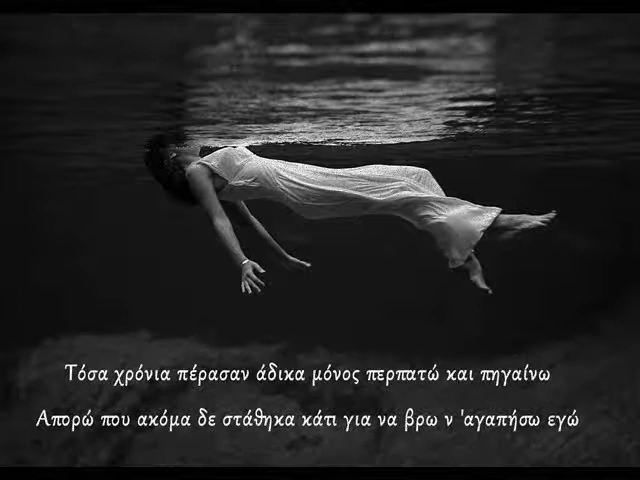 Τόσα χρόνια πέρασαν άδικα μόνος περπατώ και πηγαίνω
Απορώ που ακόμα δε στάθηκα κάτι για να βρω ν 'αγαπήσω εγώ